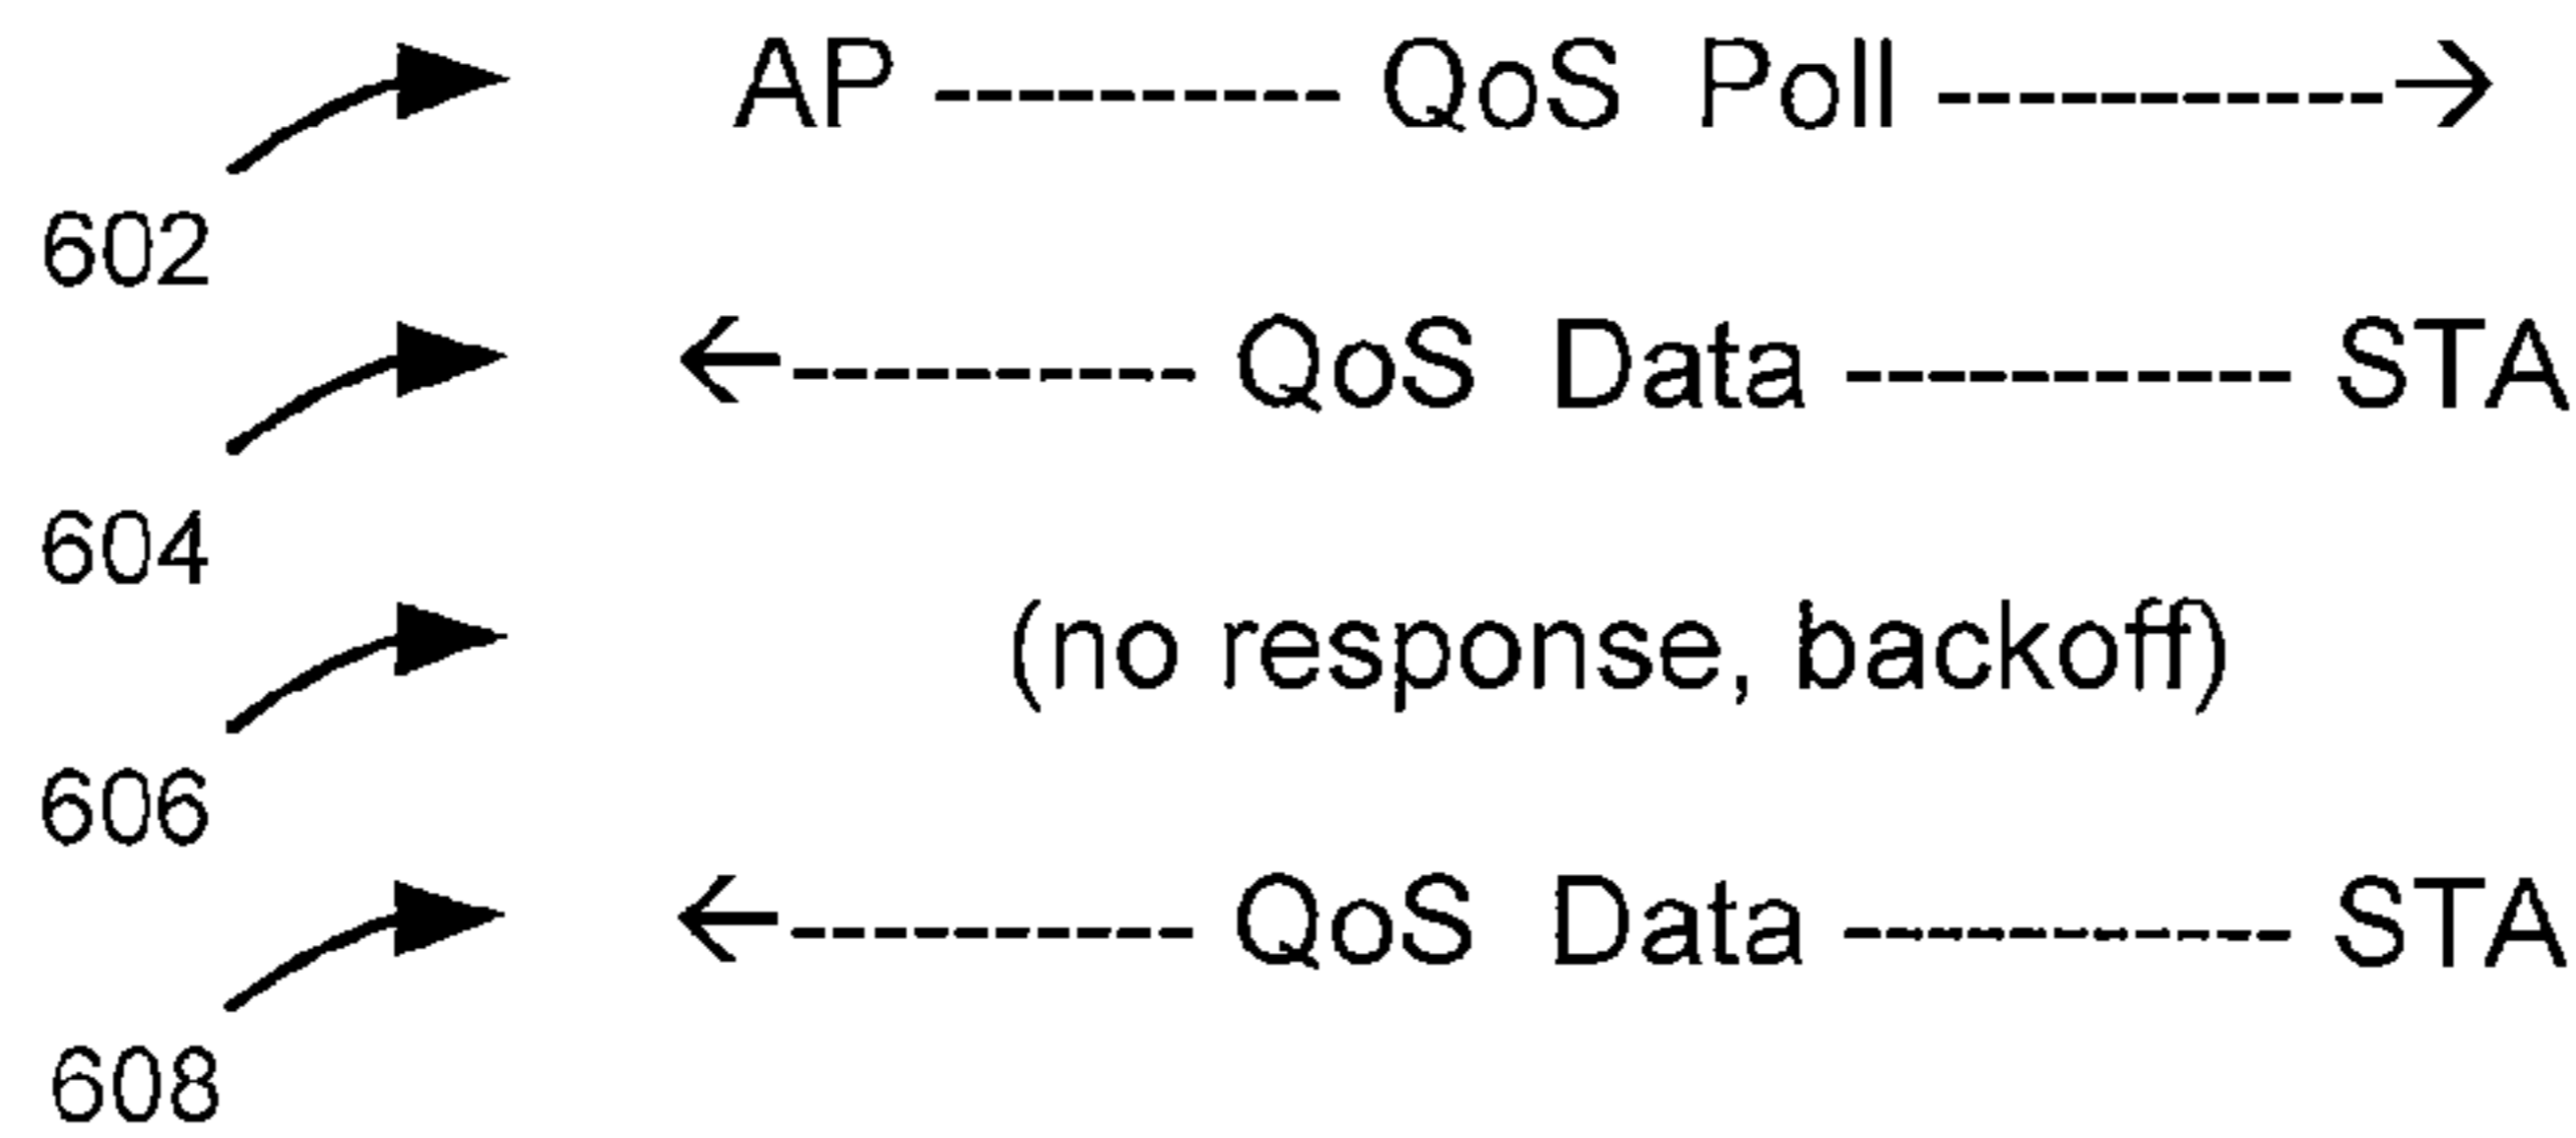 AP ---------- QoS Poll ----------->
602
<---------- QoS Data ----------- STA
604
(no response, backoff)
606
<---------- QoS Data ----------- STA
608